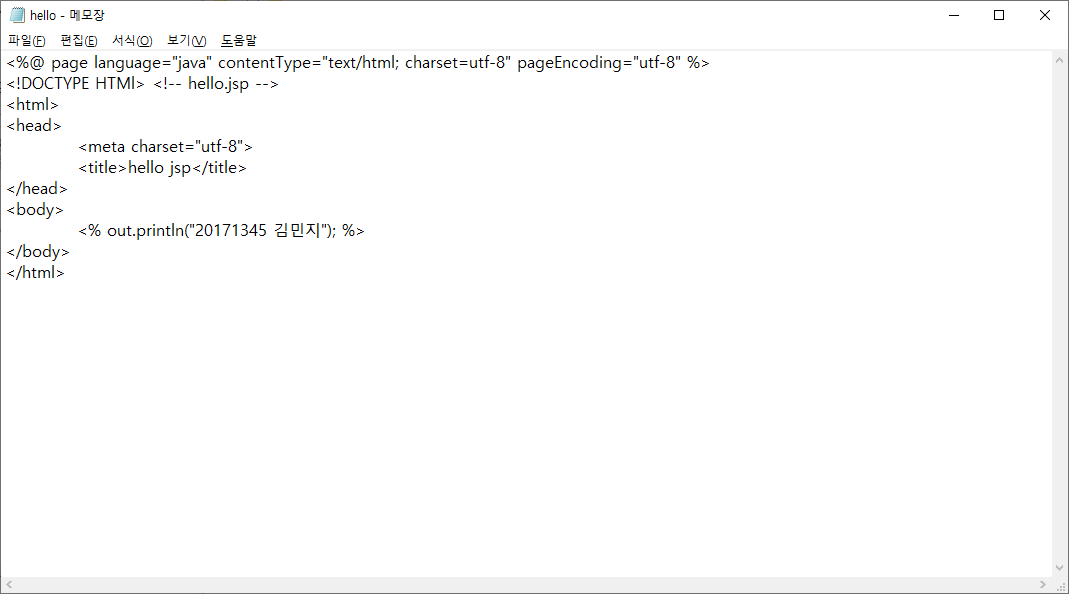 hello - 메모장
파일(F) 편집(E) 서식(O) 보기(V) 도움말
<%@ page language="java" contentType="text/html; charset=utf-8" pageEncoding="utf-8" %>
<!DOCTYPE HTMl> <!-- hello.jsp -->
<html>
<head>
	<meta charset="utf-8">
	<title>hello jsp</title>
</head>
<body>
	<% out.println("20171345 김민지"); %>
</body>
</html>